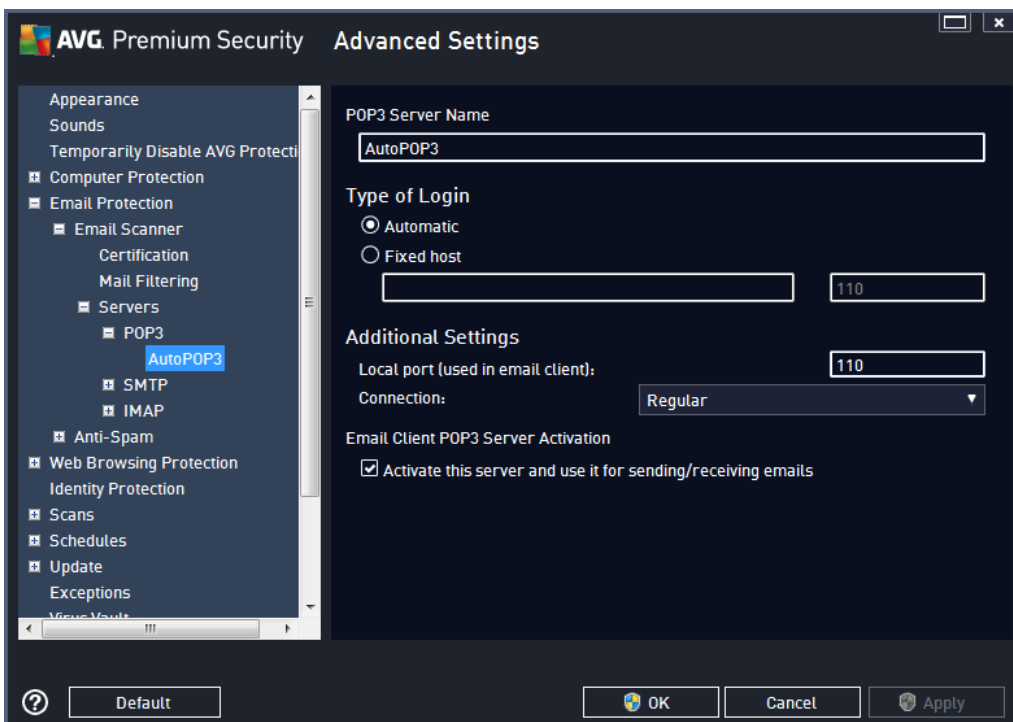 AVG. Premium Security Advanced Settings
Appearance
Sounds
Temporarily Disable AVG Protecti
Computer Protection
Email Protection
Email Scanner
Certification
Mail Filtering
Servers
POP3
AutoPOP3
SMTP
IMAP
Anti-Spam
Web Browsing Protection
Identity Protection
Scans
Schedules
Update
Exceptions
Virus Vault
POP3 Server Name
AutoPOP3
Type of Login
Automatic
Fixed host
110
Additional Settings
Local port (used in email client):
110
Connection:
Regular
Email Client POP3 Server Activation
Activate this server and use it for sending/receiving emails
Default
OK
Cancel
Apply